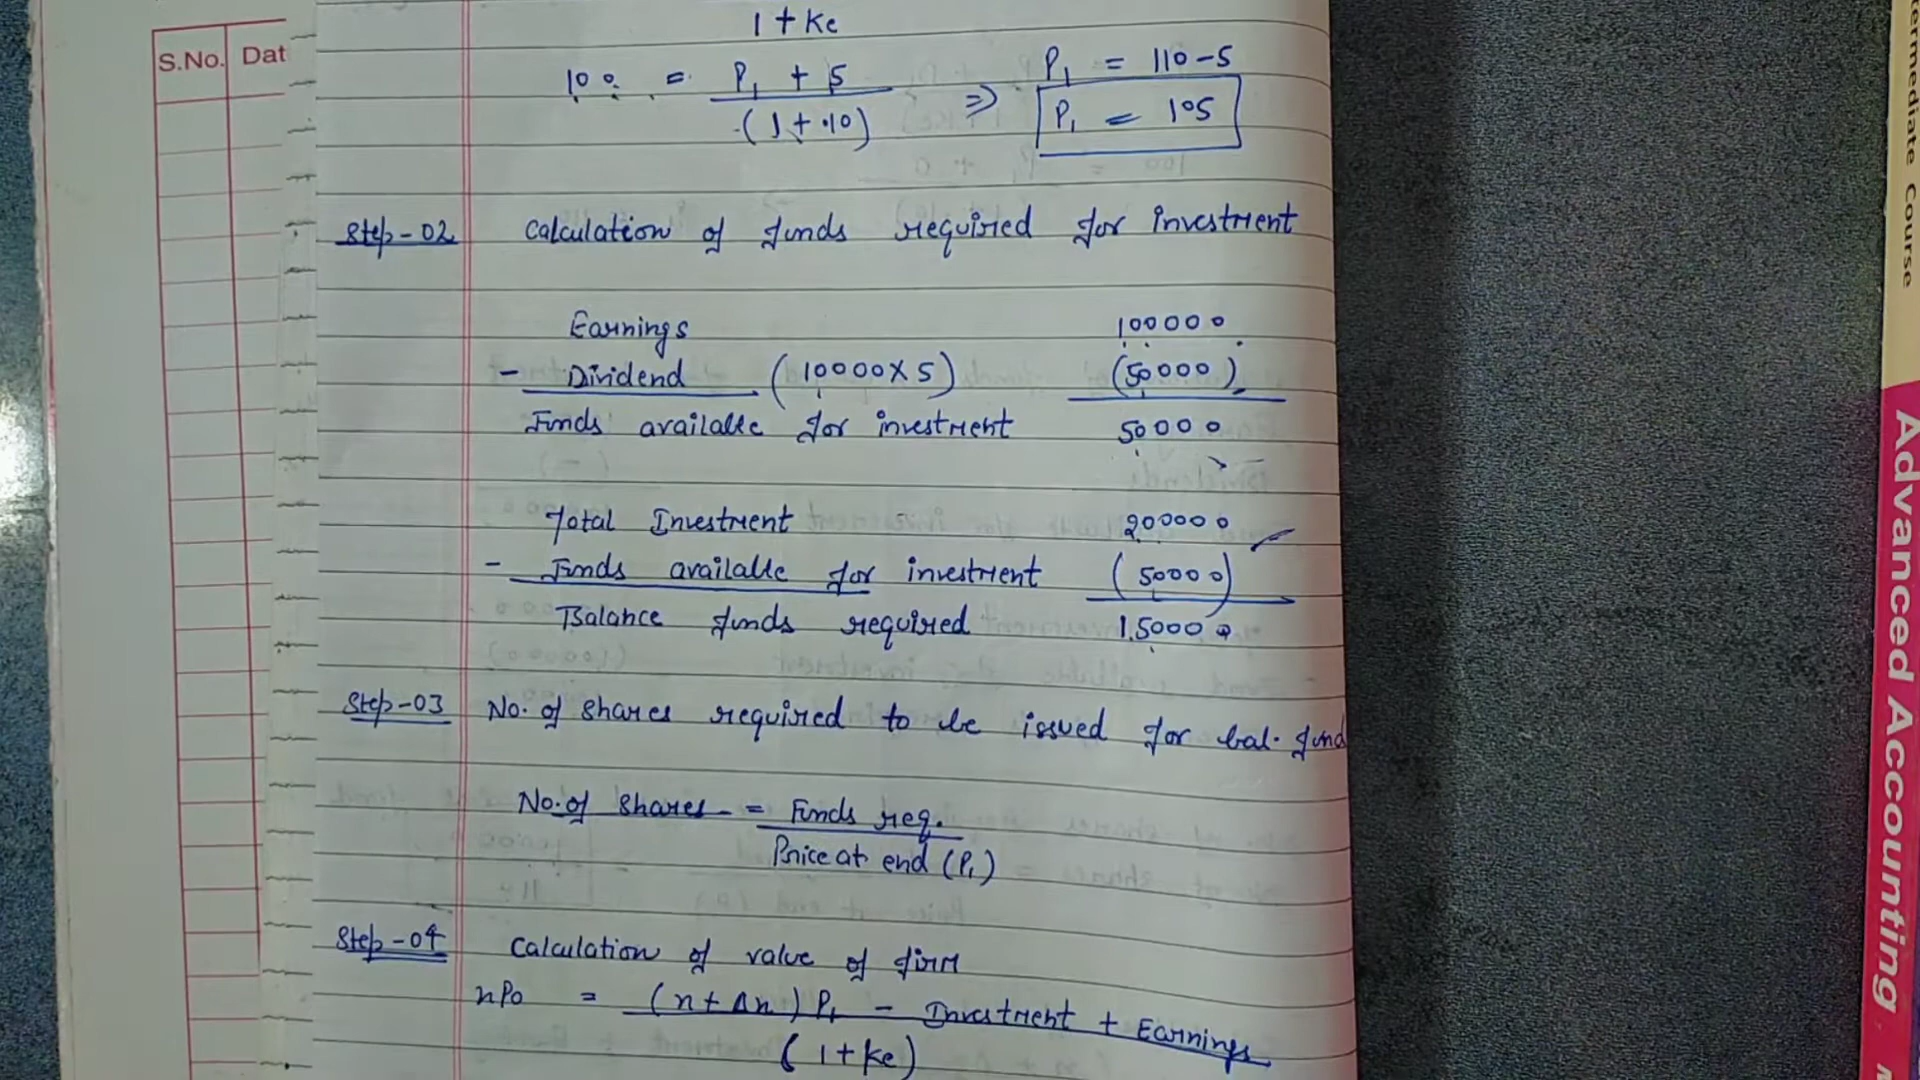 1 + Ke
100 = P1 + 5 ⇒ P1 = 110 - 5
(1 + .10) P1 = 105
S.No. Dat
Step-02 Calculation of funds required for investment
Earnings 100000
- Dividend (10000 x 5) (50000)
Funds available for investment 50000
Total Investment 200000
- Funds available for investment (50000)
Balance funds required 150000
Step-03 No. of shares required to be issued for bal. fund
No. of shares = Funds req.
Price at end (P1)
Step-04 Calculation of value of firm
nPo = (n + Δn) P1 - Investment + Earnings
(1 + Ke)
termediate Course
Advanced Accounting